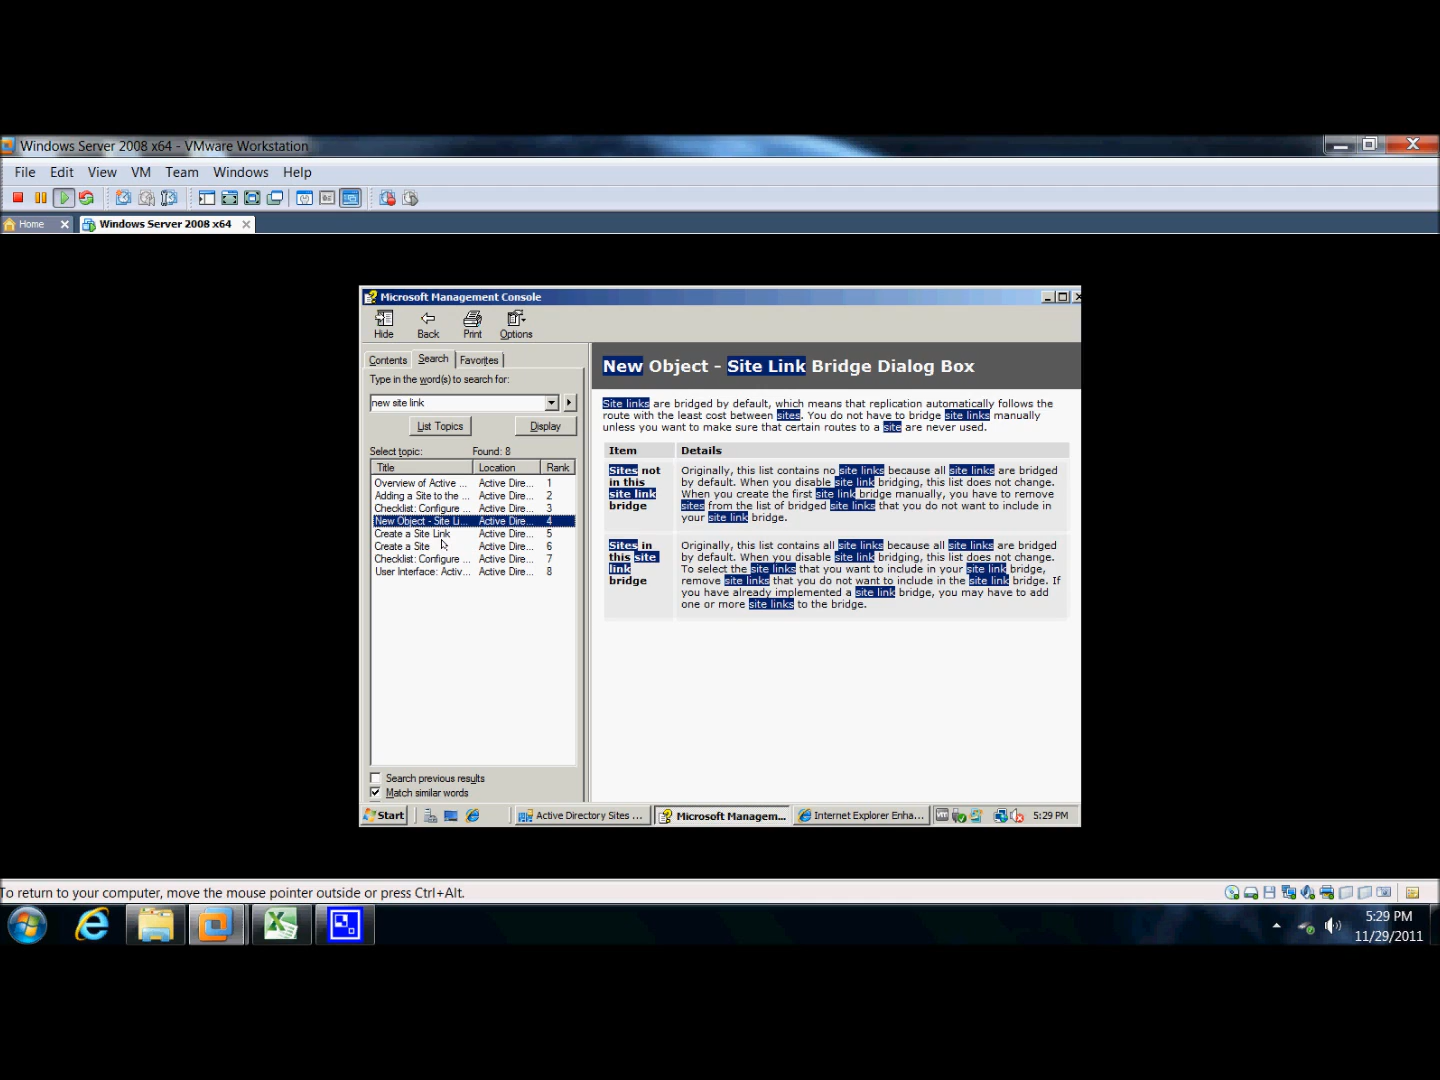 Windows Server 2008 x64 - VMware Workstation
File Edit View VM Team Windows Help
Home
Windows Server 2008 x64
Microsoft Management Console
Hide Back Print Options
Contents Search Favorites
Type in the word(s) to search for:
new site link
List Topics Display
Select topic: Found: 8
Title Location Rank
Overview of Active ... Active Dire... 1
Adding a Site to the ... Active Dire... 2
Checklist: Configure ... Active Dire... 3
New Object - Site Li... Active Dire... 4
Create a Site Link Active Dire... 5
Create a Site Active Dire... 6
Checklist: Configure ... Active Dire... 7
User Interface: Activ... Active Dire... 8
Search previous results
Match similar words
New Object - Site Link Bridge Dialog Box
Site links are bridged by default, which means that replication automatically follows the
route with the least cost between sites. You do not have to bridge site links manually
unless you want to make sure that certain routes to a site are never used.
Item Details
Sites not
in this
site link
bridge
Originally, this list contains no site links because all site links are bridged
by default. When you disable site link bridging, this list does not change.
When you create the first site link bridge manually, you have to remove
sites from the list of bridged site links that you do not want to include in
your site link bridge.
Sites in
this site
link
bridge
Originally, this list contains all site links because all site links are bridged
by default. When you disable site link bridging, this list does not change.
To select the site links that you want to include in your site link bridge,
remove site links that you do not want to include in the site link bridge. If
you have already implemented a site link bridge, you may have to add
one or more site links to the bridge.
Start Active Directory Sites ... Microsoft Managem... Internet Explorer Enha... 5:29 PM
To return to your computer, move the mouse pointer outside or press Ctrl+Alt.
5:29 PM
11/29/2011